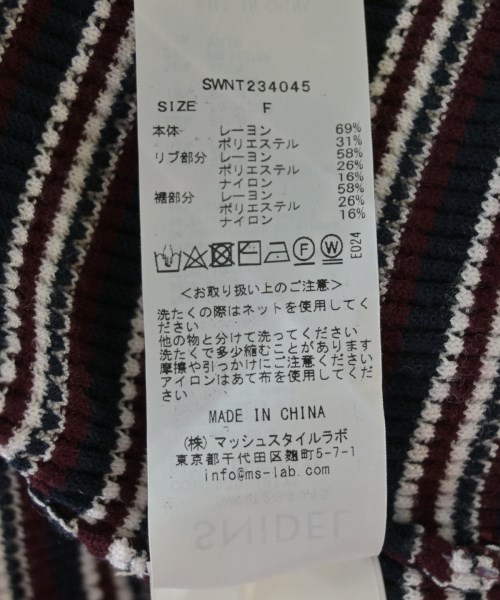 SWNT234045
SIZE F
本体 レーヨン 69%
ポリエステル 31%
リブ部分 レーヨン 58%
ポリエステル 26%
ナイロン 16%
裾部分 レーヨン 58%
ポリエステル 26%
ナイロン 16%
F W E024
<お取り扱い上のご注意>
洗たくの際はネットを使用してく
ださい
他の物と分けて洗ってください
洗たくで多少縮むことがあります
摩擦や引っかけにご注意ください
アイロンはあて布を使用してくだ
さい
MADE IN CHINA
(株)マッシュスタイルラボ
東京都千代田区麹町5-7-1
info@ms-lab.com
SNIDEL